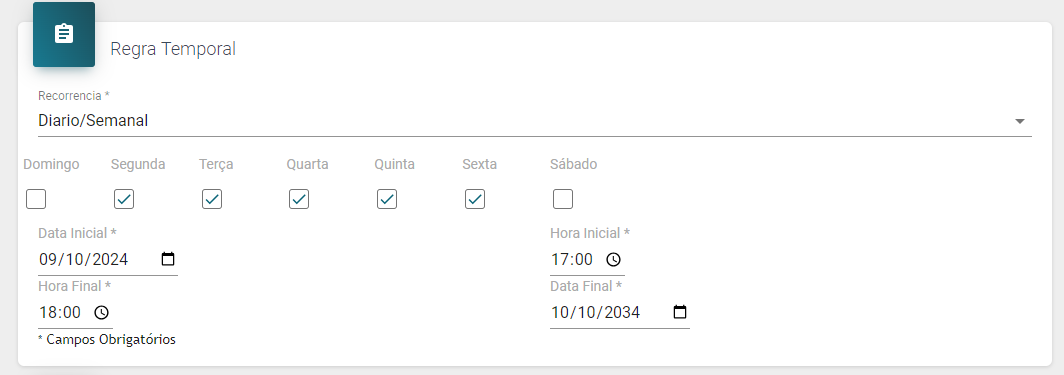 Regra Temporal
Recorrencia *
Diario/Semanal
Domingo Segunda Terça Quarta Quinta Sexta Sábado
Data Inicial * Hora Inicial *
09/10/2024 17:00
Hora Final * Data Final *
18:00 10/10/2034
* Campos Obrigatórios